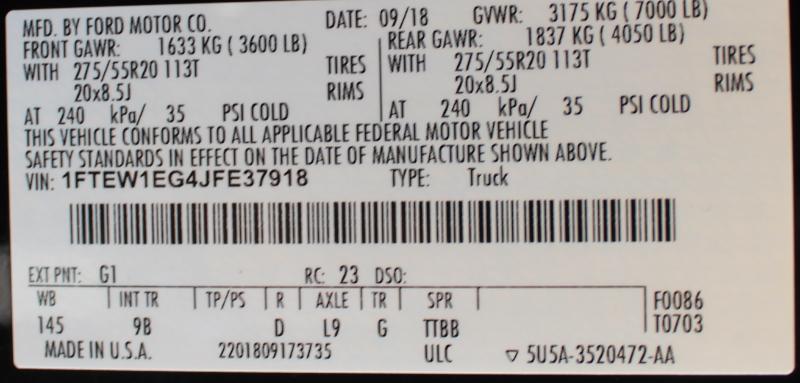 MFD. BY FORD MOTOR CO. DATE: 09/18 GVWR: 3175 KG ( 7000 LB)
FRONT GAWR: 1633 KG ( 3600 LB) REAR GAWR: 1837 KG ( 4050 LB)
WITH 275/55R20 113T TIRES WITH 275/55R20 113T TIRES
20x8.5J RIMS 20x8.5J RIMS
AT 240 kPa/ 35 PSI COLD AT 240 kPa/ 35 PSI COLD
THIS VEHICLE CONFORMS TO ALL APPLICABLE FEDERAL MOTOR VEHICLE
SAFETY STANDARDS IN EFFECT ON THE DATE OF MANUFACTURE SHOWN ABOVE.
VIN: 1FTEW1EG4JFE37918 TYPE: Truck
EXT PNT: G1 RC: 23 DSO:
WB INT TR TP/PS R AXLE TR SPR F0086
145 9B D L9 G TTBB T0703
MADE IN U.S.A. 2201809173735 ULC ▽ 5U5A-3520472-AA